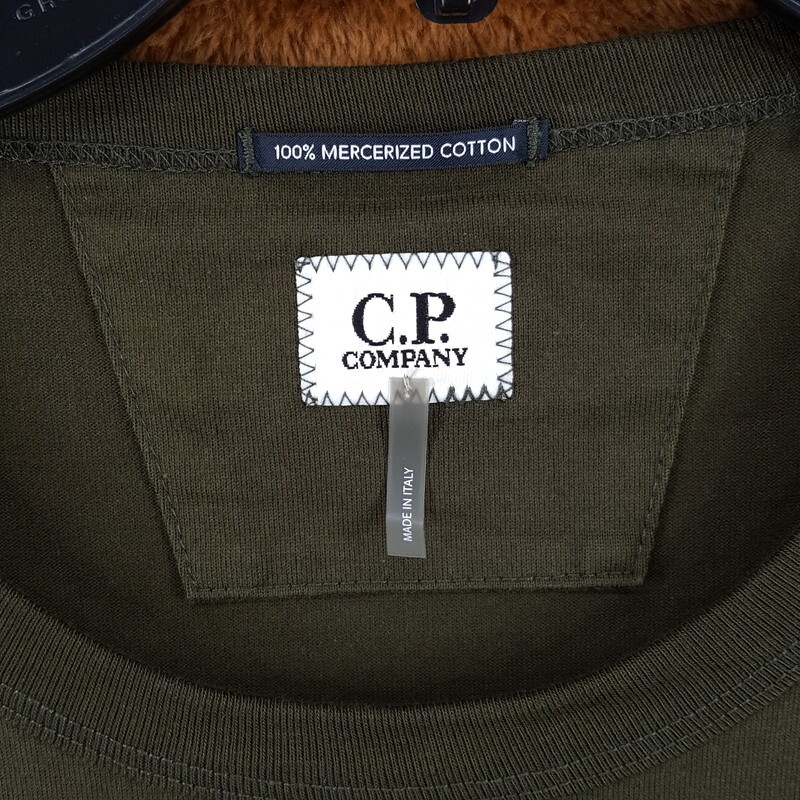 100% MERCERIZED COTTON
C.P.
COMPANY
MADE IN ITALY